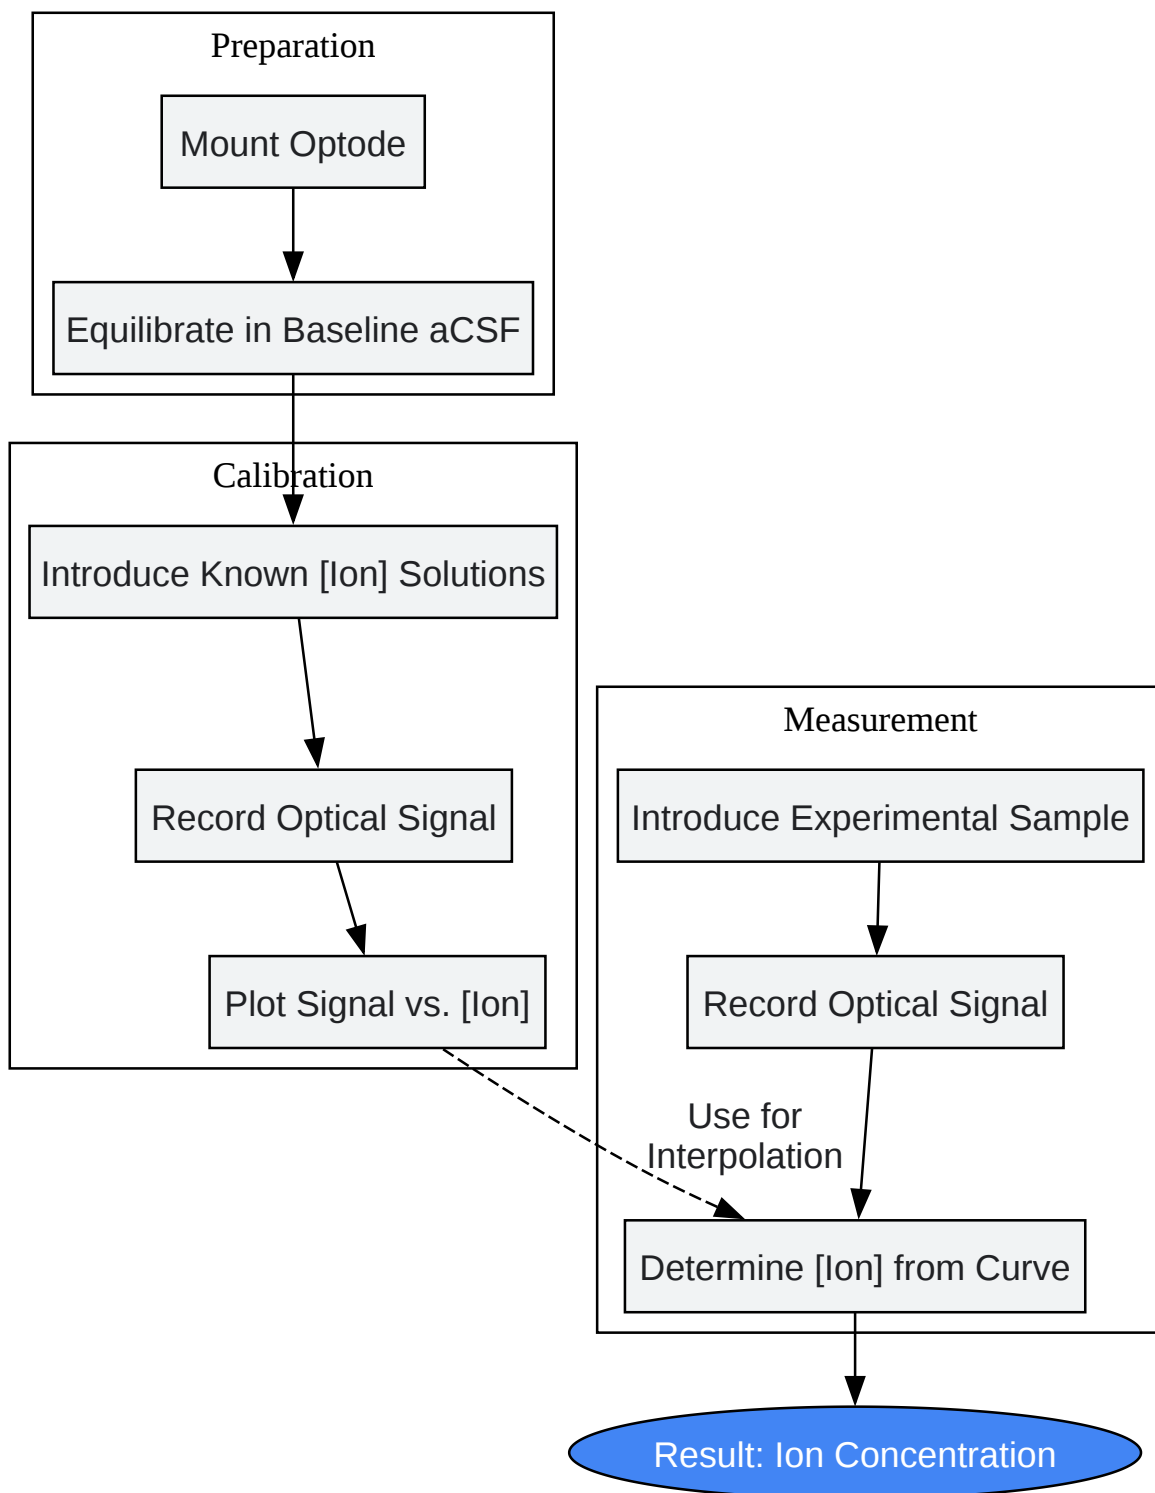 Preparation
Mount Optode
Equilibrate in Baseline aCSF
Calibration
Introduce Known [Ion] Solutions
Record Optical Signal
Plot Signal vs. [Ion]
Measurement
Introduce Experimental Sample
Record Optical Signal
Use for
Interpolation
Determine [Ion] from Curve
Result: Ion Concentration